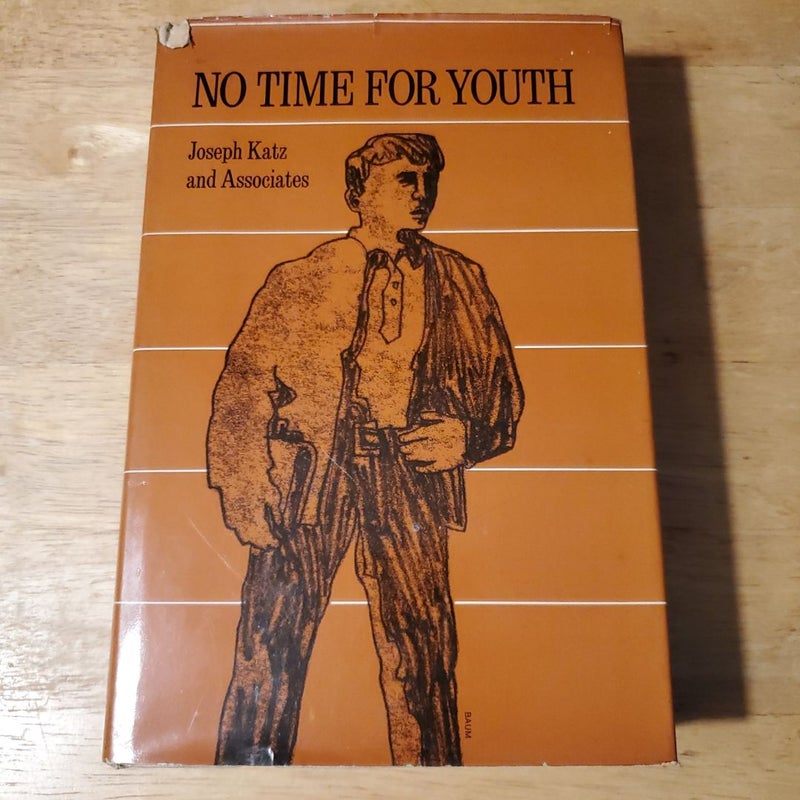 NO TIME FOR YOUTH
Joseph Katz
and Associates
BAUM